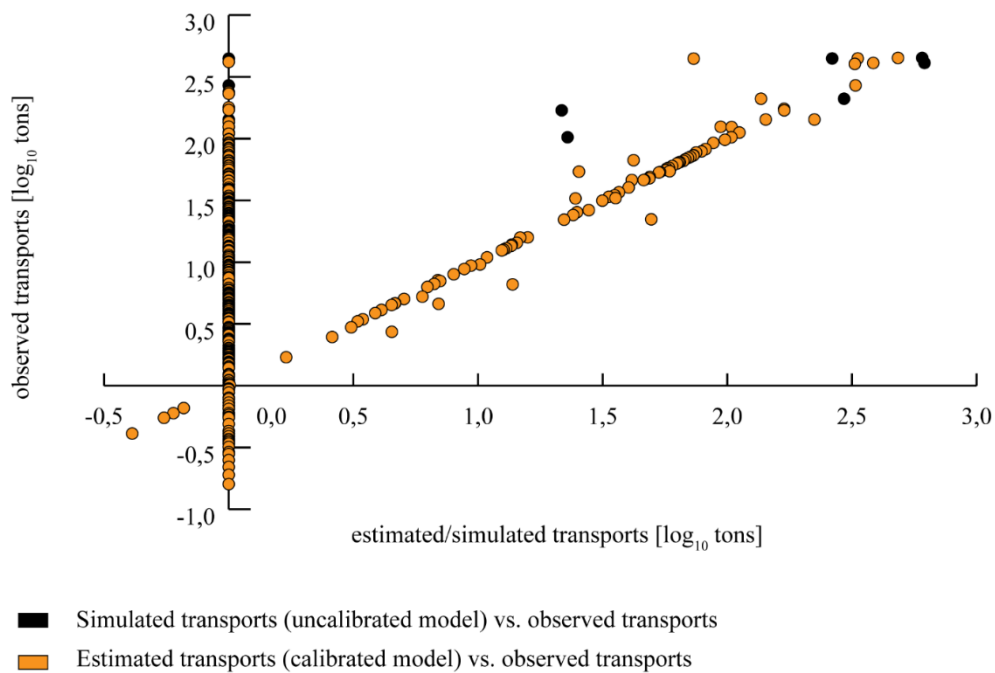 3,0
2,5
2,0
1,5
1,0
0,5
-0,5
-1,0
observed transports [log10 tons]
-0,5 0,0 0,5 1,0 1,5 2,0 2,5 3,0
estimated/simulated transports [log10 tons]
Simulated transports (uncalibrated model) vs. observed transports
Estimated transports (calibrated model) vs. observed transports